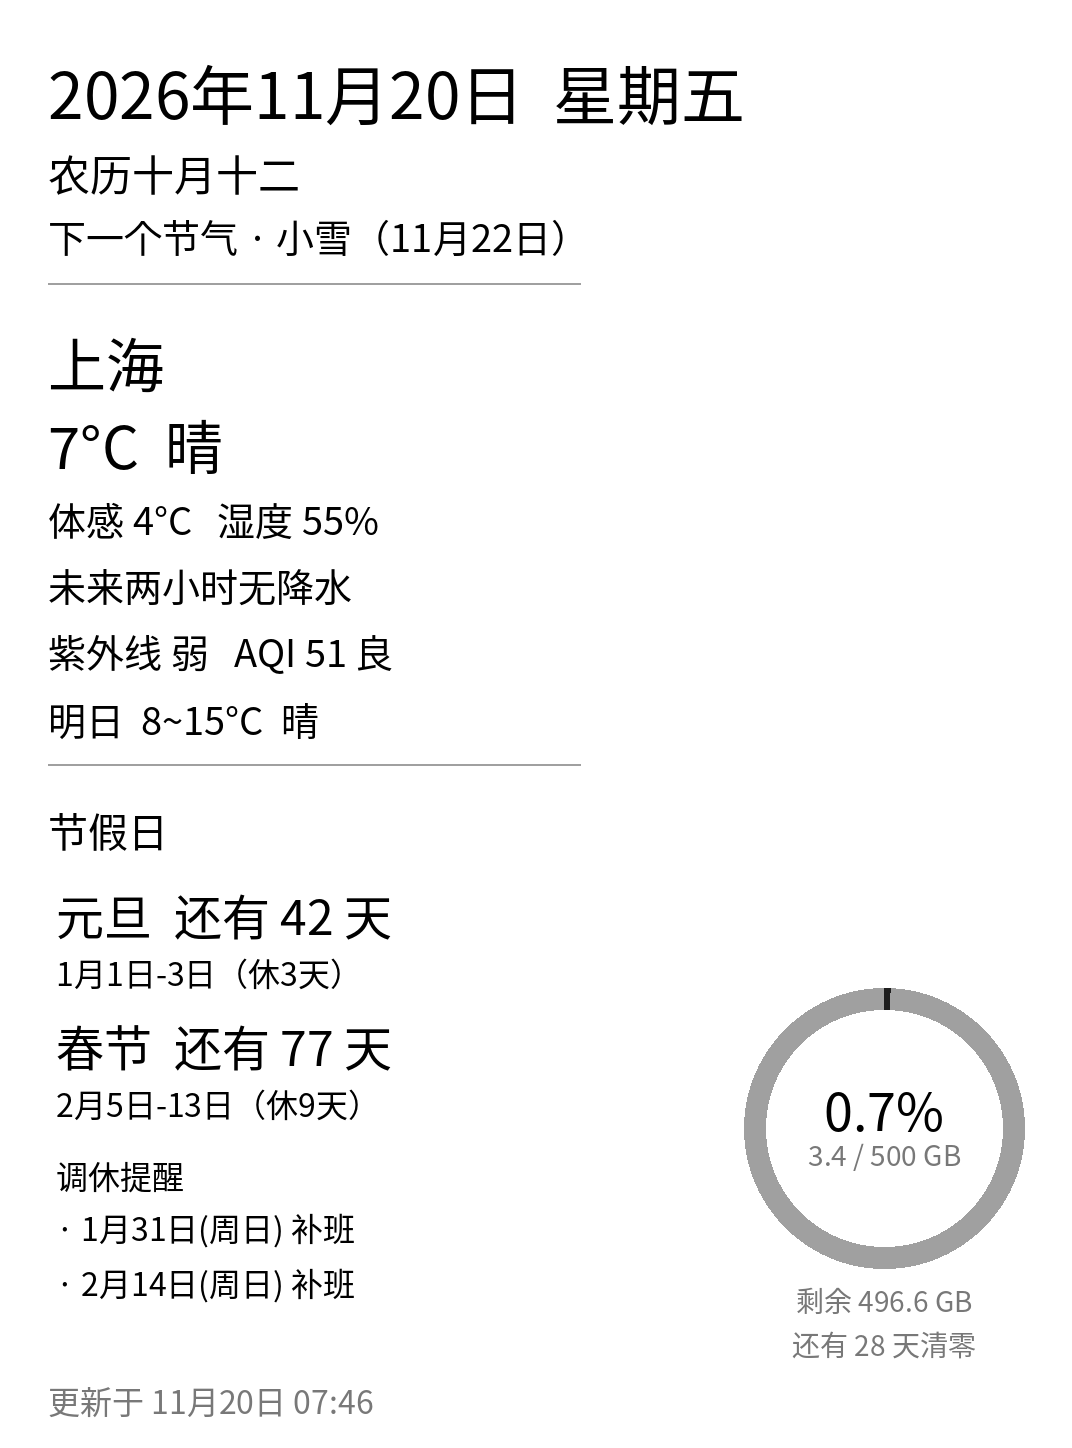 2026年11月20日 星期五
农历十月十二
下一个节气 · 小雪（11月22日）
上海
7°C 晴
体感 4°C 湿度 55%
未来两小时无降水
紫外线 弱 AQI 51 良
明日 8~15°C 晴
节假日
元旦 还有 42 天
1月1日-3日（休3天）
春节 还有 77 天
2月5日-13日（休9天）
调休提醒
· 1月31日(周日) 补班
· 2月14日(周日) 补班
0.7%
3.4 / 500 GB
剩余 496.6 GB
还有 28 天清零
更新于 11月20日 07:46